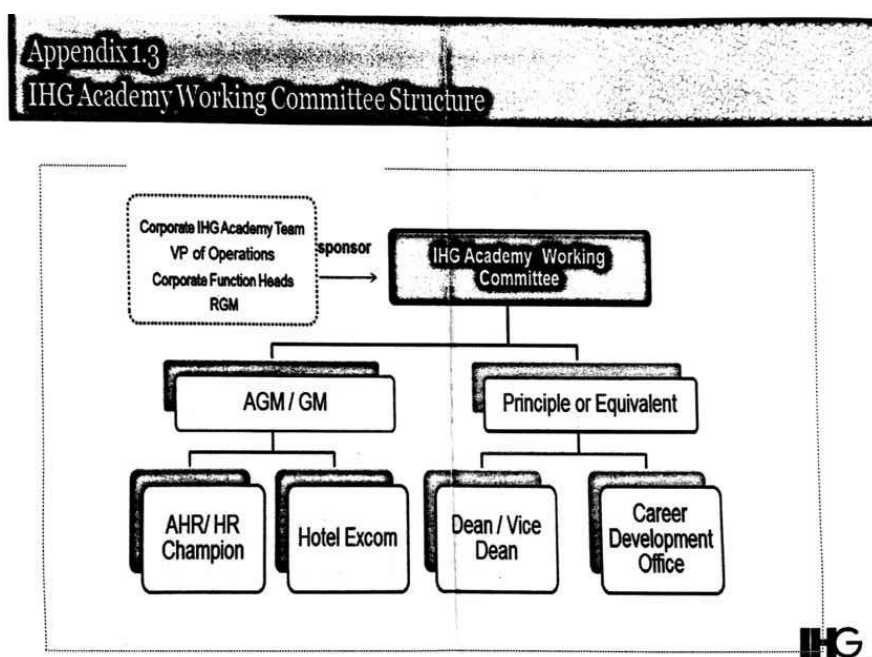 Appendix 1.3
IHG Academy Working Committee Structure
Corporate IHG Academy Team
VP of Operations
Corporate Function Heads
RGM
sponsor
IHG Academy Working
Committee
AGM / GM
Principle or Equivalent
AHR/ HR
Champion
Hotel Excom
Dean / Vice
Dean
Career
Development
Office
IHG